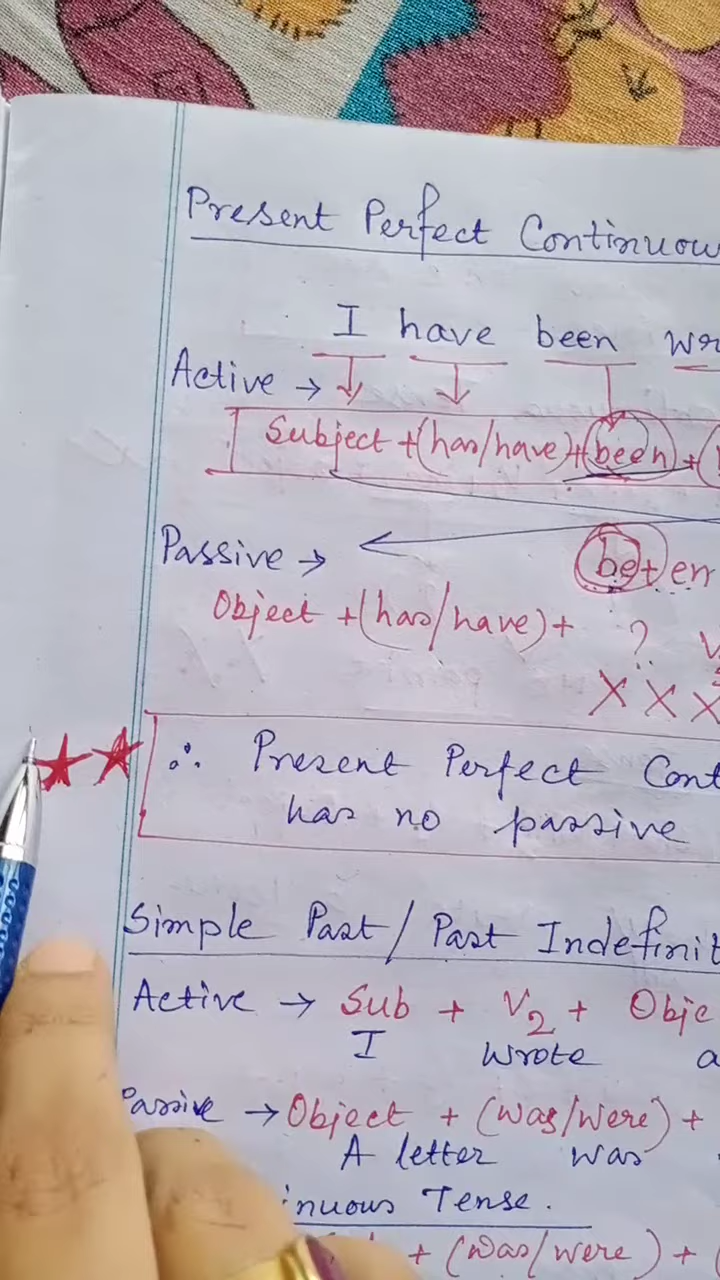 Present Perfect Continuou
I have been wr
Active →
Subject + (has/have) + been + (
Passive →
be + en
Object + (has/have) + ? V
X X X
∴ Present Perfect Cont
has no passive
Simple Past / Past Indefinit
Active → Sub + V2 + Obje
I wrote a
Passive → Object + (was/were) +
A letter was
inuous Tense.
+ (was/were) + (